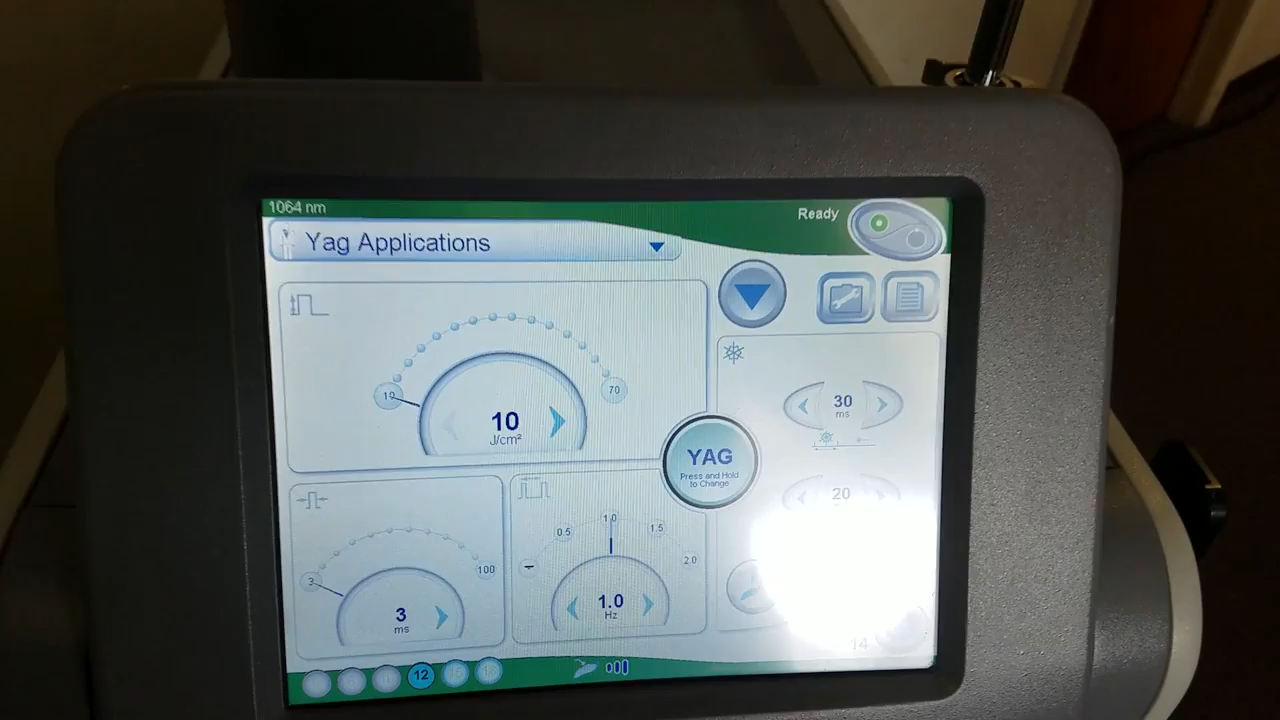 1064 nm
Ready
Yag Applications
10
70
10
J/cm²
30
ms
YAG
Press and Hold
to Change
20
3
100
3
ms
0.5
1.0
1.5
2.0
1.0
Hz
14
12